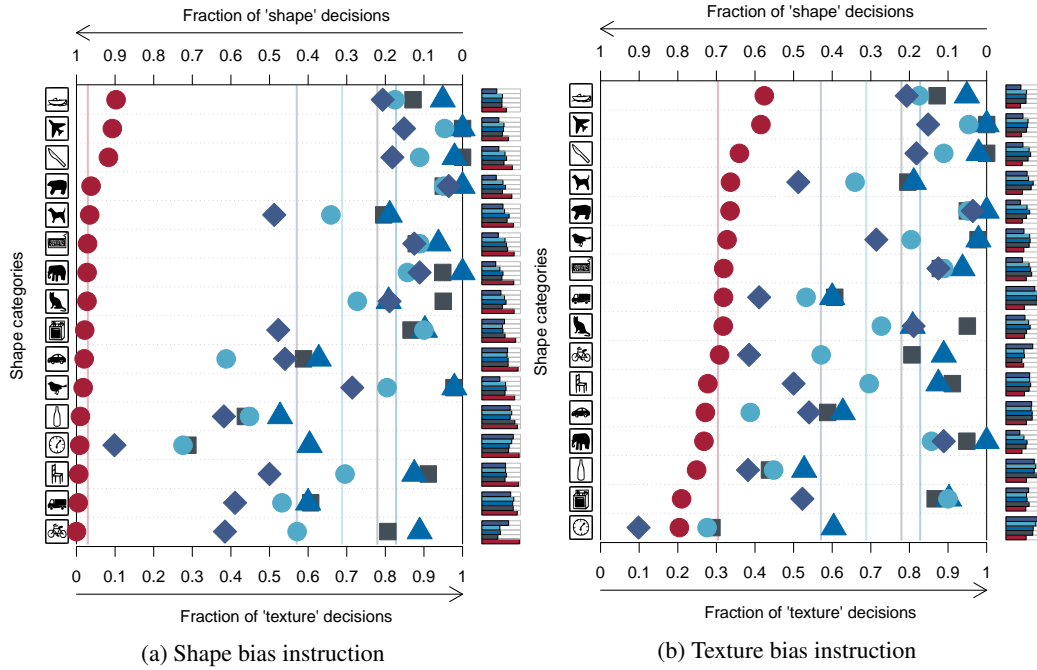 Fraction of 'shape' decisions
1 0.9 0.8 0.7 0.6 0.5 0.4 0.3 0.2 0.1 0
Shape categories
0 0.1 0.2 0.3 0.4 0.5 0.6 0.7 0.8 0.9 1
Fraction of 'texture' decisions
(a) Shape bias instruction
Fraction of 'shape' decisions
1 0.9 0.8 0.7 0.6 0.5 0.4 0.3 0.2 0.1 0
Shape categories
0 0.1 0.2 0.3 0.4 0.5 0.6 0.7 0.8 0.9 1
Fraction of 'texture' decisions
(b) Texture bias instruction